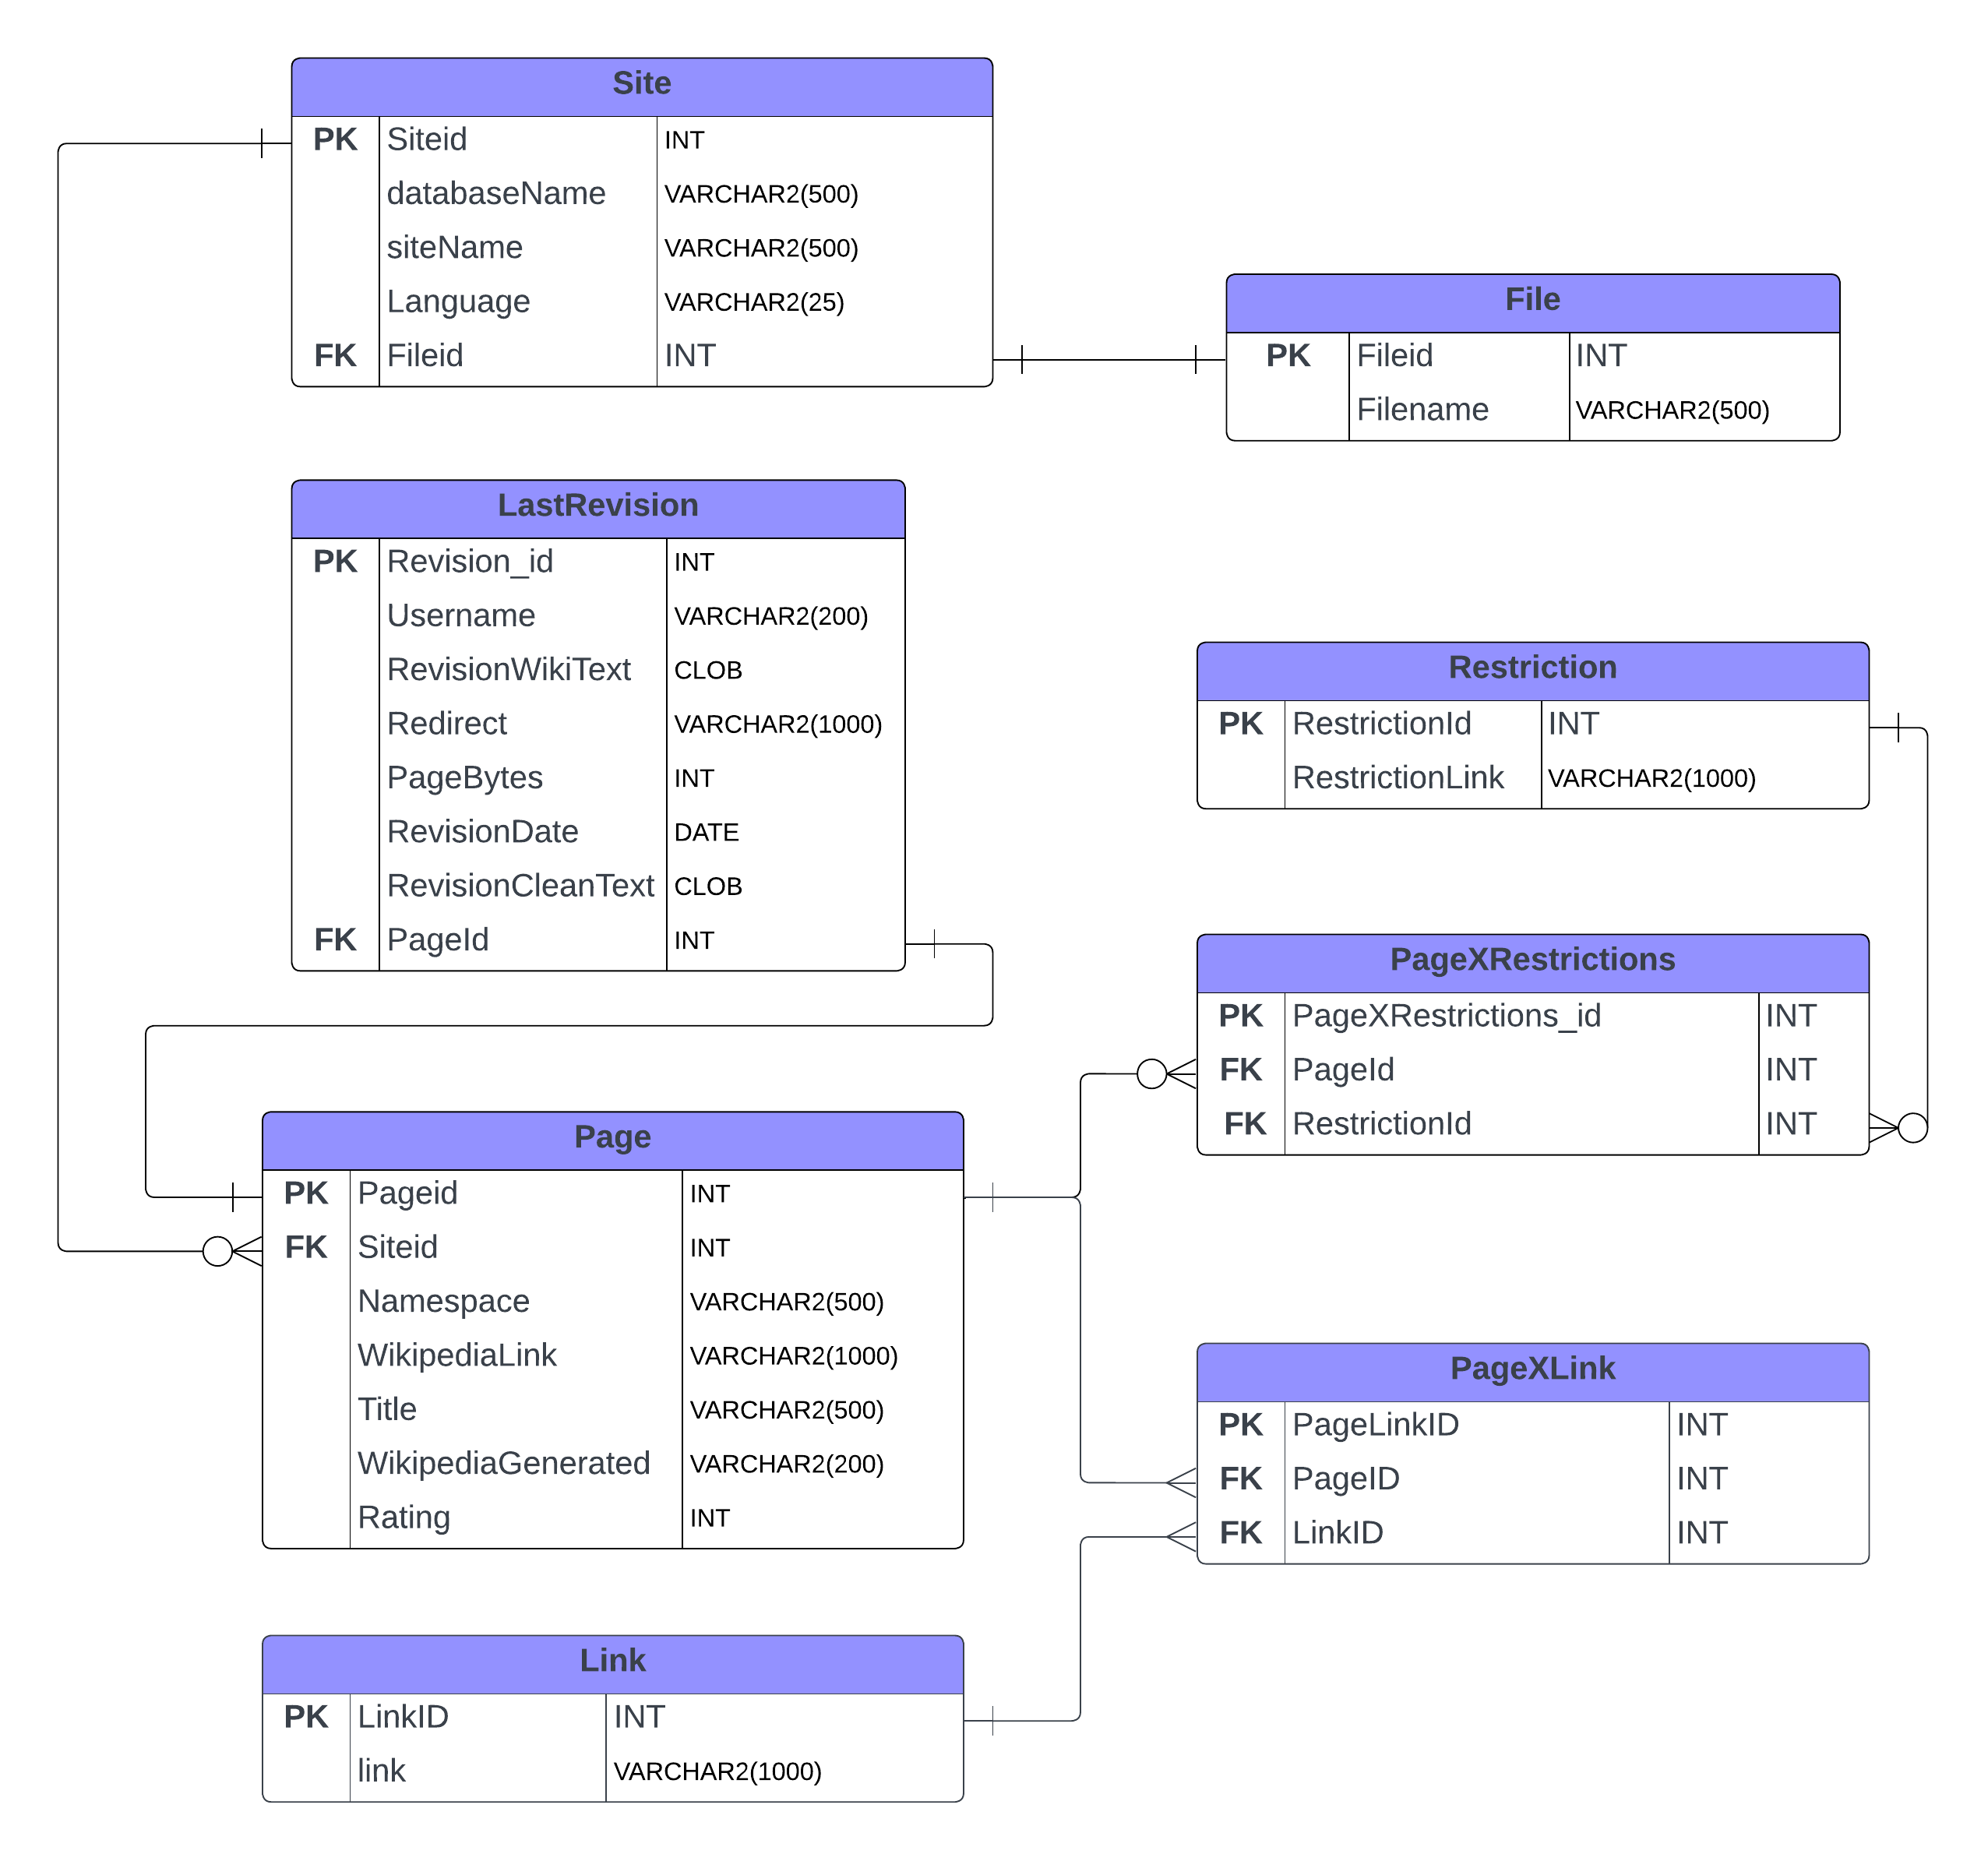 Site
PK Siteid INT
databaseName VARCHAR2(500)
siteName VARCHAR2(500)
Language VARCHAR2(25)
FK Fileid INT
File
PK Fileid INT
Filename VARCHAR2(500)
LastRevision
PK Revision_id INT
Username VARCHAR2(200)
RevisionWikiText CLOB
Redirect VARCHAR2(1000)
PageBytes INT
RevisionDate DATE
RevisionCleanText CLOB
FK PageId INT
Restriction
PK RestrictionId INT
RestrictionLink VARCHAR2(1000)
PageXRestrictions
PK PageXRestrictions_id INT
FK PageId INT
FK RestrictionId INT
Page
PK Pageid INT
FK Siteid INT
Namespace VARCHAR2(500)
WikipediaLink VARCHAR2(1000)
Title VARCHAR2(500)
WikipediaGenerated VARCHAR2(200)
Rating INT
PageXLink
PK PageLinkID INT
FK PageID INT
FK LinkID INT
Link
PK LinkID INT
link VARCHAR2(1000)